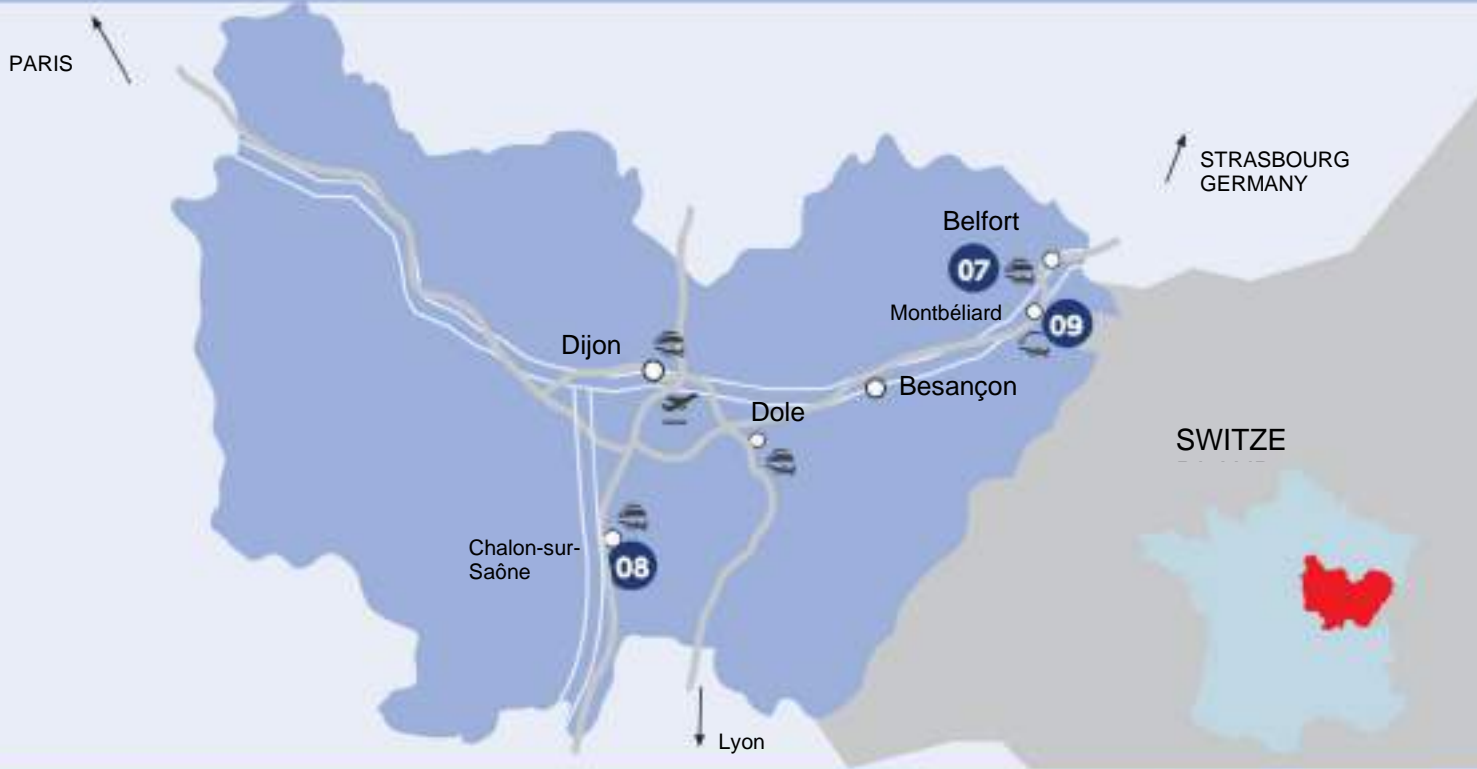 PARIS
STRASBOURG
GERMANY
Belfort
07
Montbéliard
09
Dijon
Besançon
Dole
SWITZE
Chalon-sur-
Saône
08
Lyon